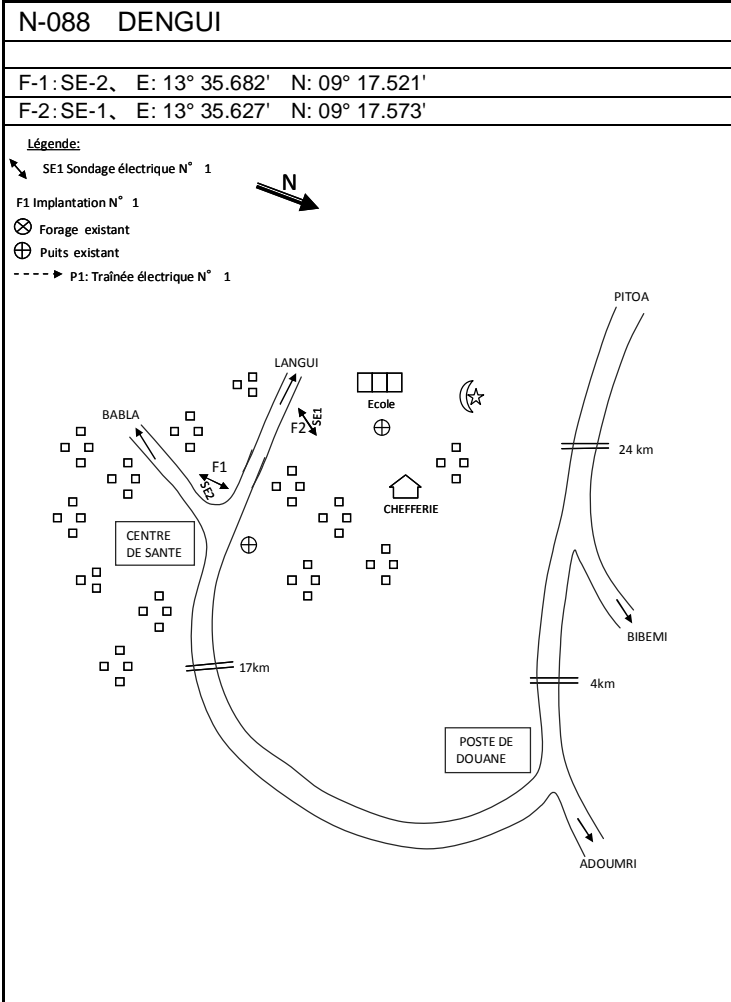 N-088 DENGUI
F-1:SE-2、 E: 13° 35.682' N: 09° 17.521'
F-2:SE-1、 E: 13° 35.627' N: 09° 17.573'
Légende:
SE1 Sondage électrique N° 1
N
F1 Implantation N° 1
Forage existant
Puits existant
P1: Traînée électrique N° 1
PITOA
LANGUI
Ecole
BABLA
F2
SE1
24 km
F1
SE2
CHEFFERIE
CENTRE
DE SANTE
BIBEMI
17km
4km
POSTE DE
DOUANE
ADOUMRI